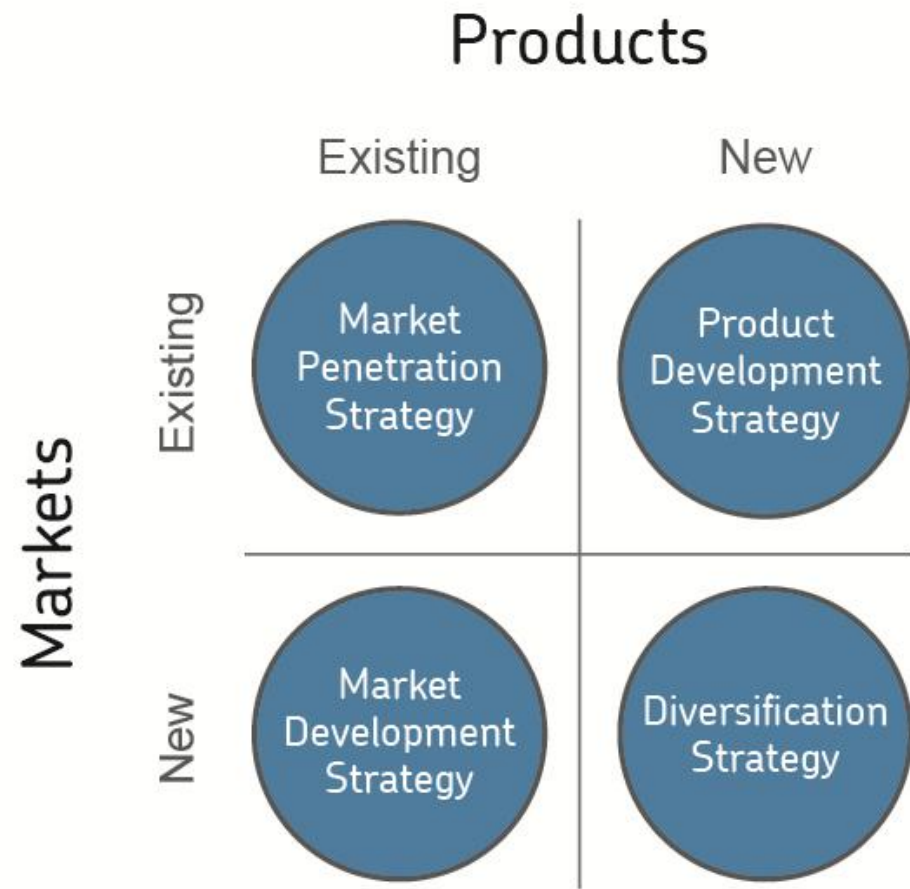 Products
Existing
New
Markets
Existing
Market
Penetration
Strategy
Product
Development
Strategy
New
Market
Development
Strategy
Diversification
Strategy